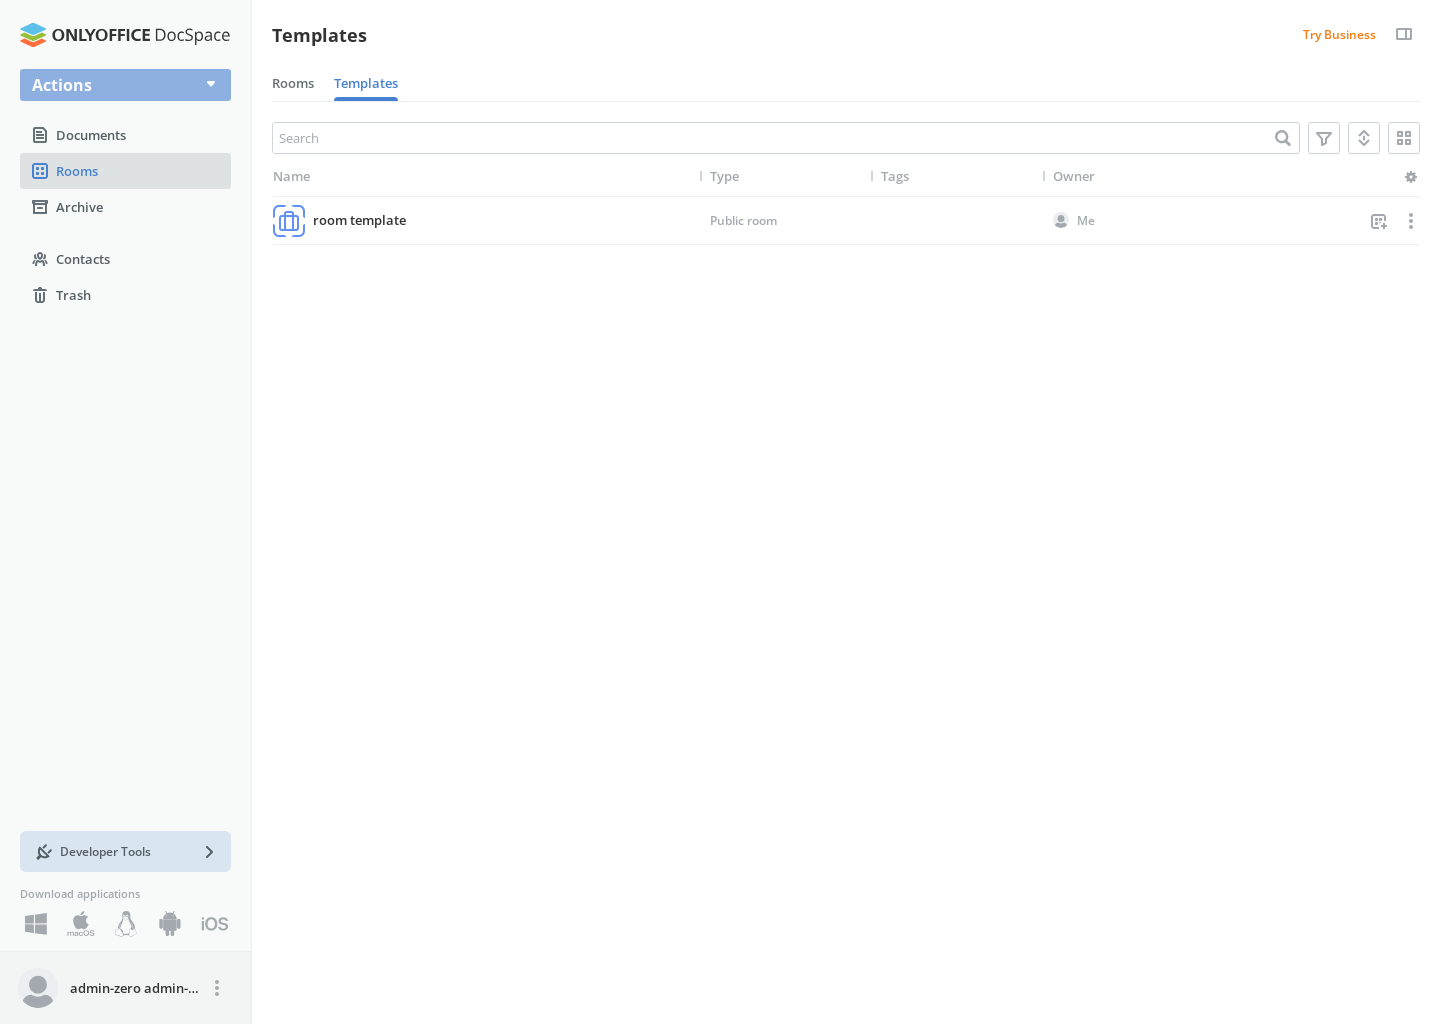 ONLYOFFICE DocSpace
Actions
Documents
Rooms
Archive
Contacts
Trash
Developer Tools
Download applications
macOS
iOS
admin-zero admin-...
Templates
Try Business
Rooms
Templates
Search
Name
Type
Tags
Owner
room template
Public room
Me